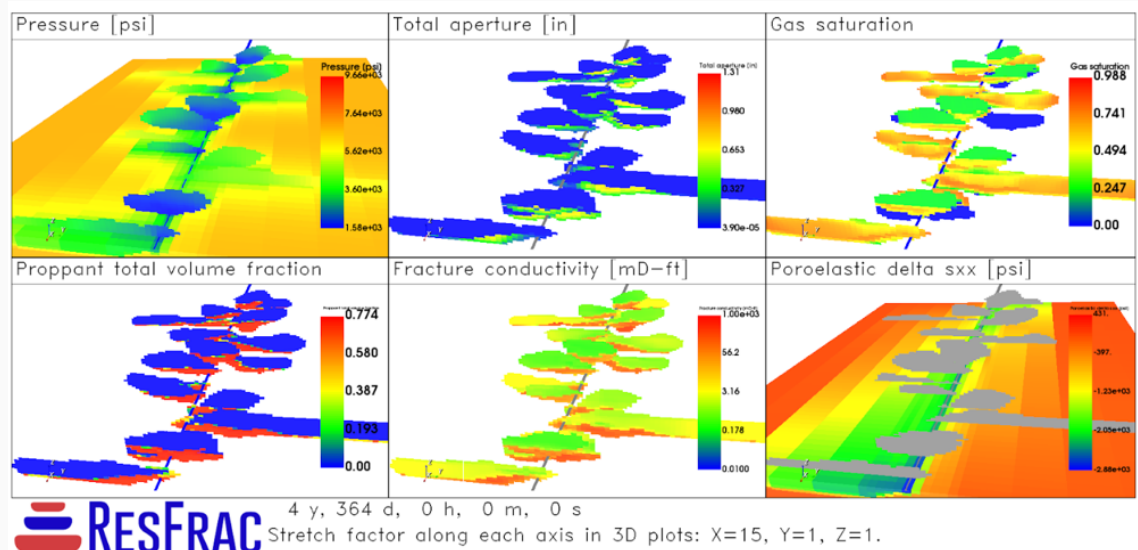 Pressure [psi]
Total aperture [in]
Gas saturation
Pressure (psi)
9.66e+03
7.64e+03
5.62e+03
3.60e+03
1.58e+03
Total aperture (in)
1.31
0.980
0.653
0.327
3.90e-05
Gas saturation
0.988
0.741
0.494
0.247
0.00
Proppant total volume fraction
Fracture conductivity [mD-ft]
Poroelastic delta sxx [psi]
0.774
0.580
0.387
0.193
0.00
1.00e+03
56.2
3.16
0.178
0.0100
431.
-397.
-1.23e+03
-2.05e+03
-2.88e+03
RESFRAC
4 y, 364 d, 0 h, 0 m, 0 s
Stretch factor along each axis in 3D plots: X=15, Y=1, Z=1.